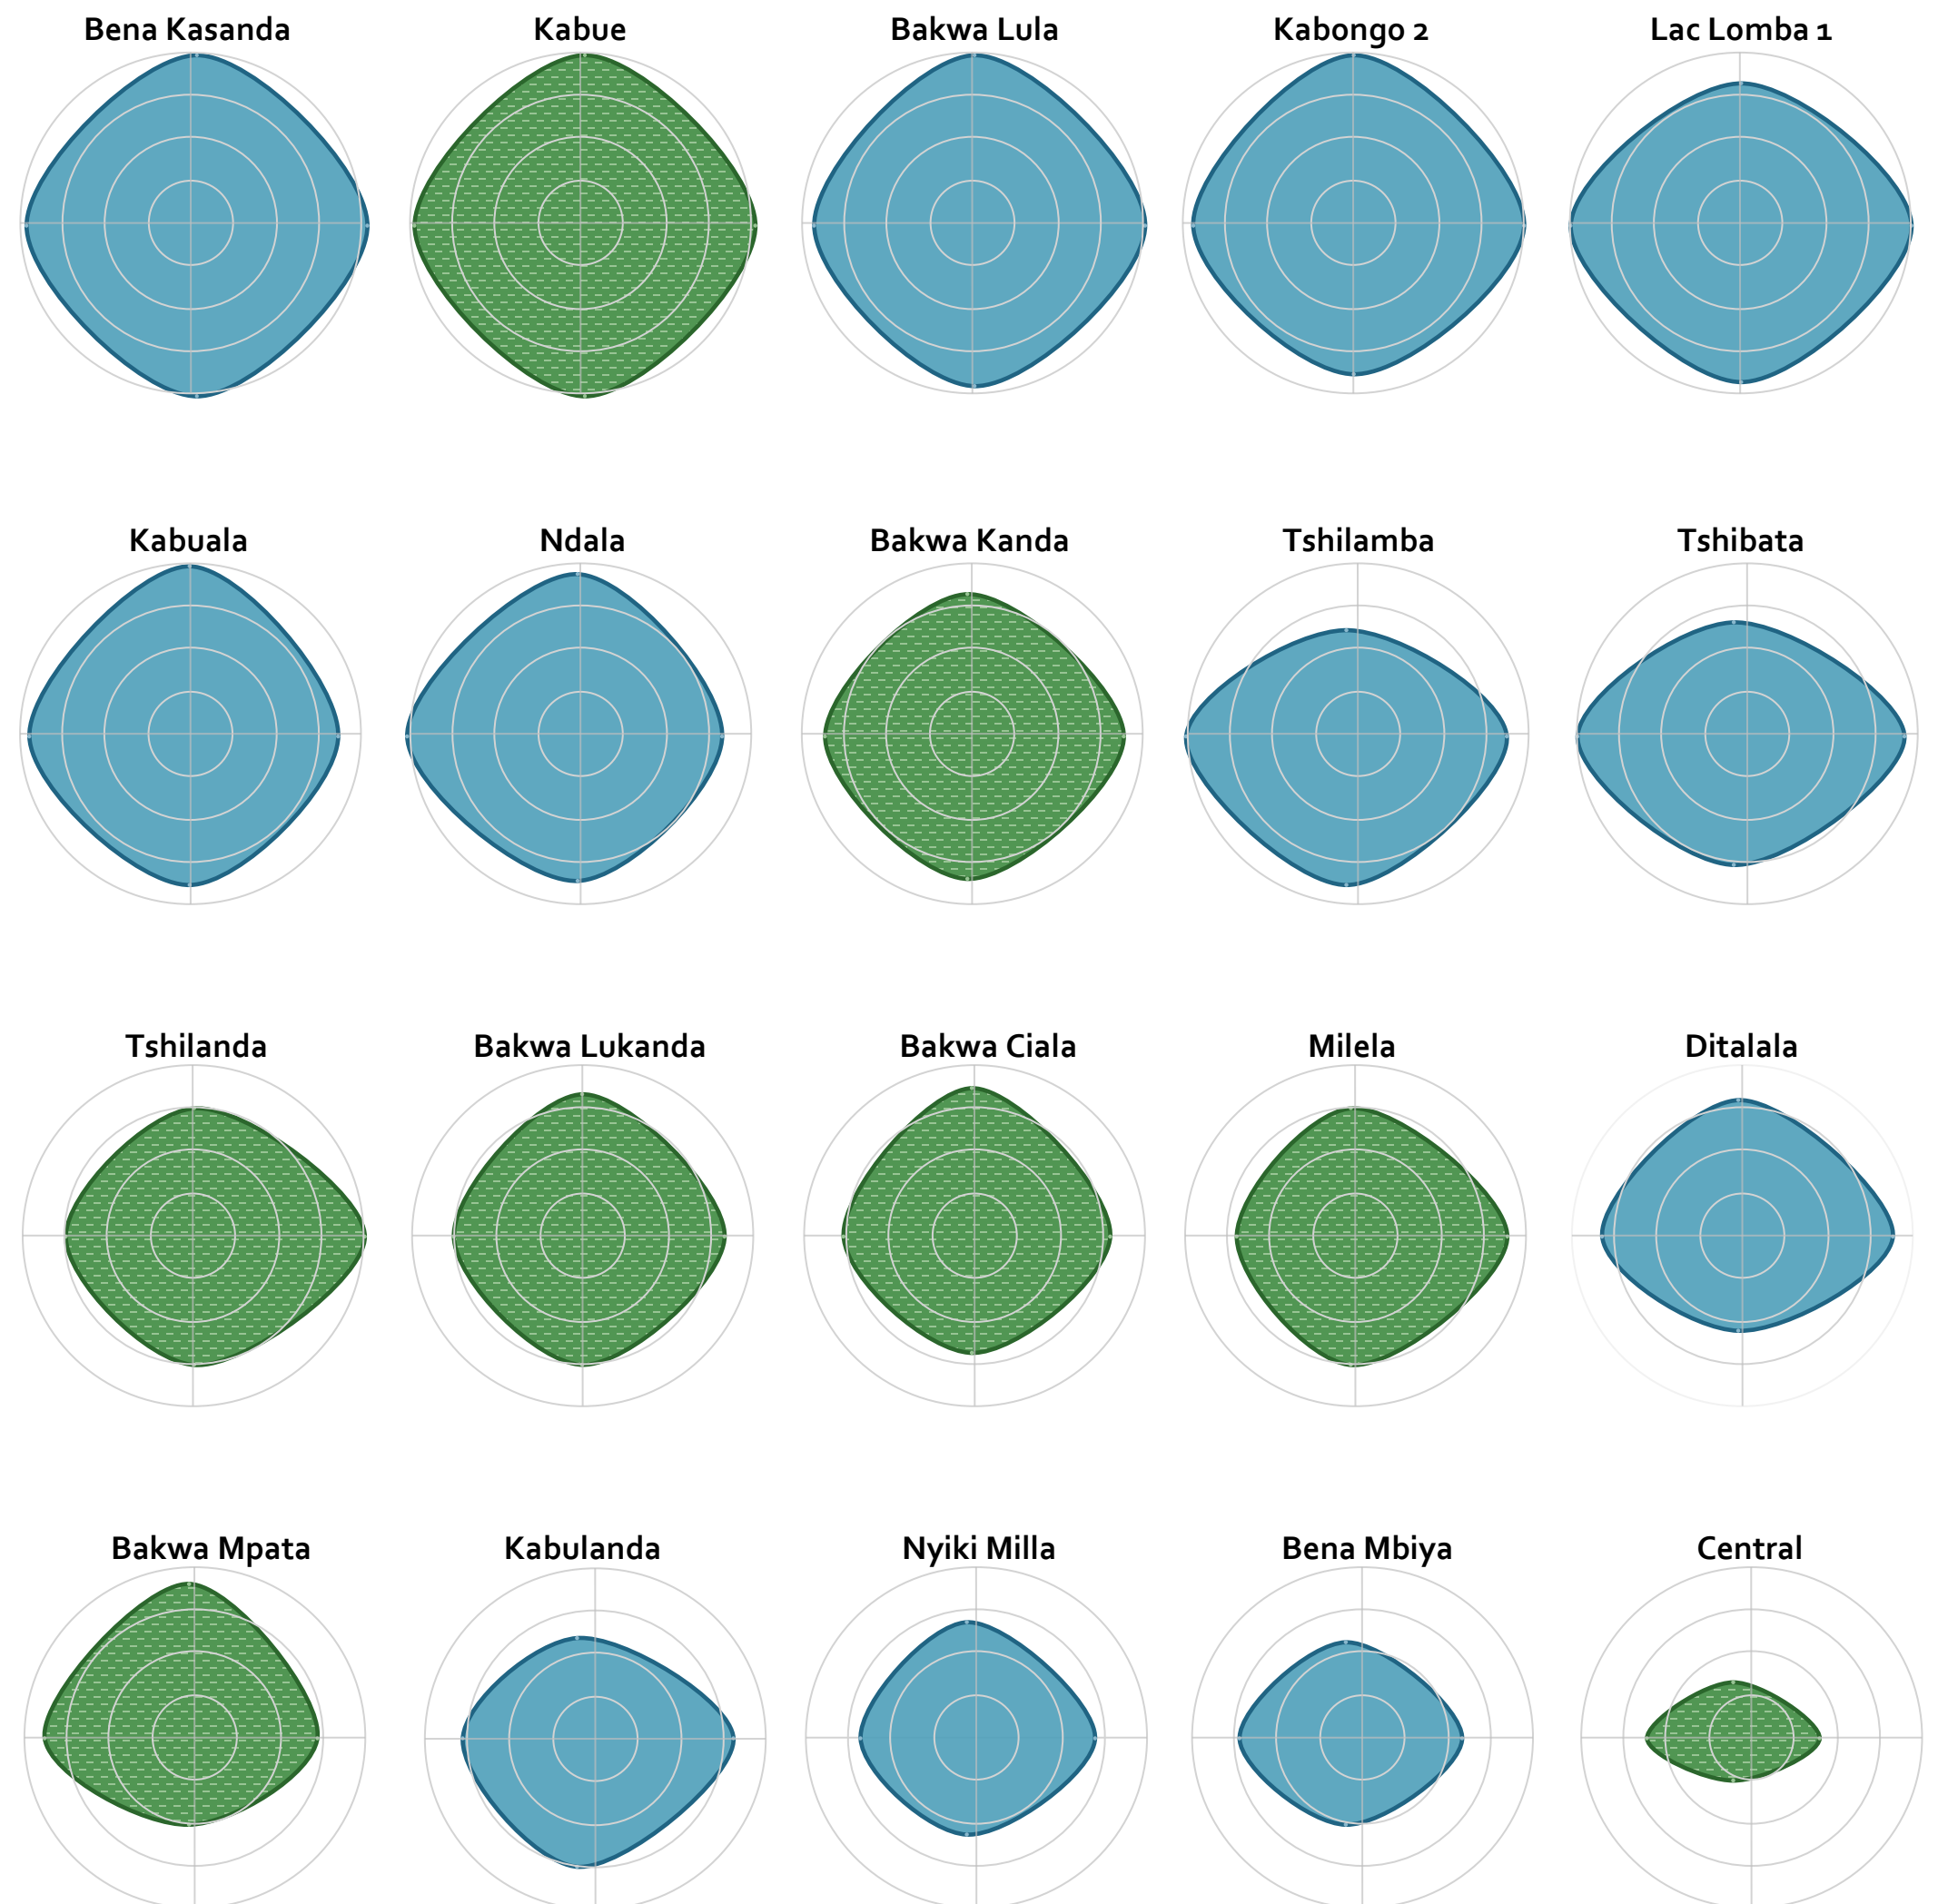 Bena Kasanda
Kabue
Bakwa Lula
Kabongo 2
Lac Lomba 1
Kabuala
Ndala
Bakwa Kanda
Tshilamba
Tshibata
Tshilanda
Bakwa Lukanda
Bakwa Ciala
Milela
Ditalala
Bakwa Mpata
Kabulanda
Nyiki Milla
Bena Mbiya
Central